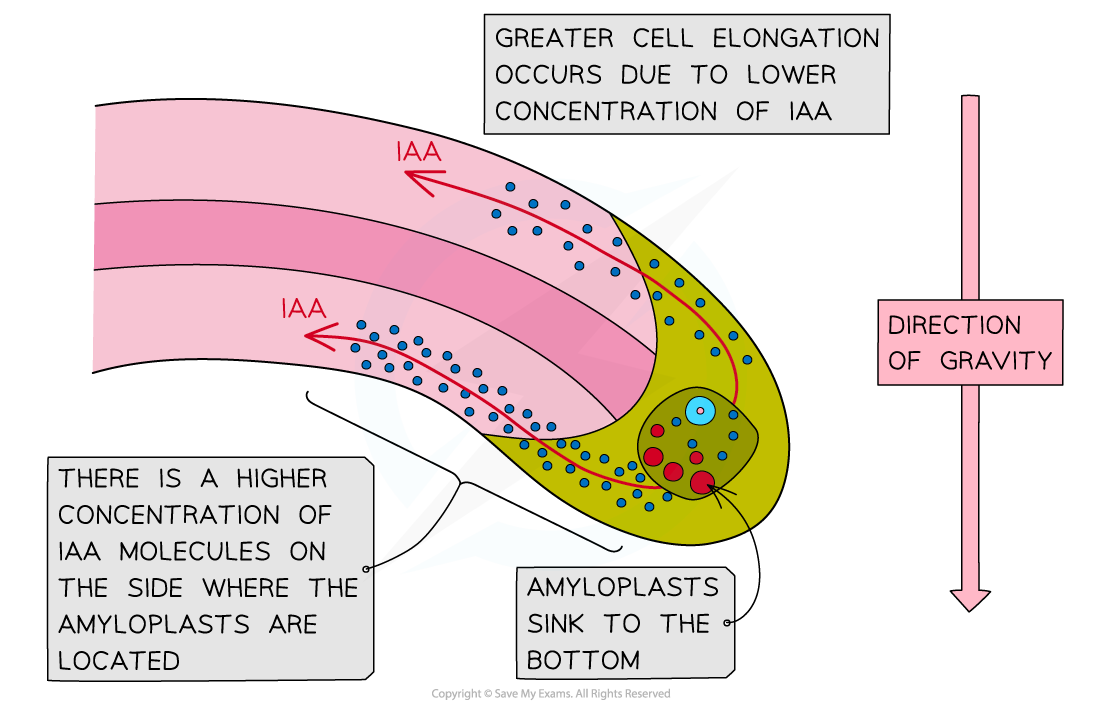 GREATER CELL ELONGATION
OCCURS DUE TO LOWER
CONCENTRATION OF IAA
IAA
IAA
DIRECTION
OF GRAVITY
THERE IS A HIGHER
CONCENTRATION OF
IAA MOLECULES ON
THE SIDE WHERE THE
AMYLOPLASTS ARE
LOCATED
AMYLOPLASTS
SINK TO THE
BOTTOM
Copyright © Save My Exams. All Rights Reserved